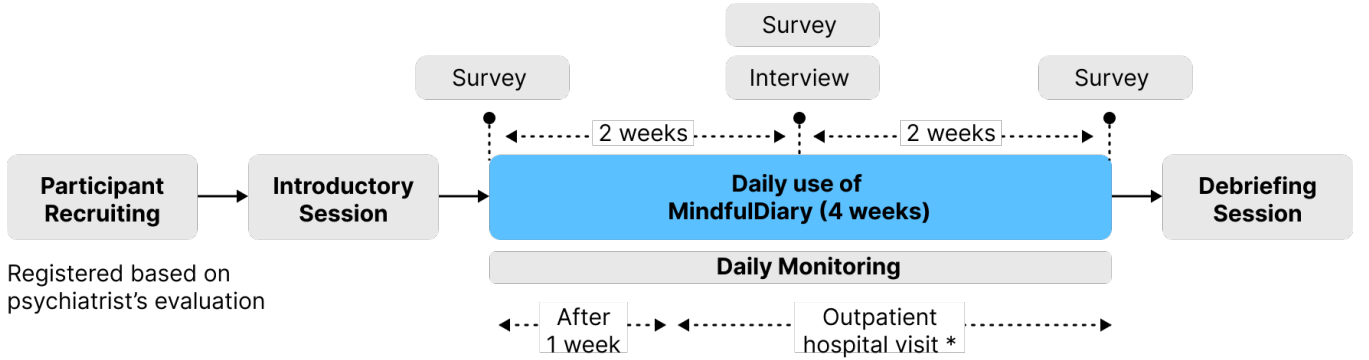 Survey
Survey
Interview
Survey
2 weeks
2 weeks
Participant
Recruiting
Introductory
Session
Daily use of
MindfulDiary (4 weeks)
Debriefing
Session
Registered based on
psychiatrist’s evaluation
Daily Monitoring
After
1 week
Outpatient
hospital visit *